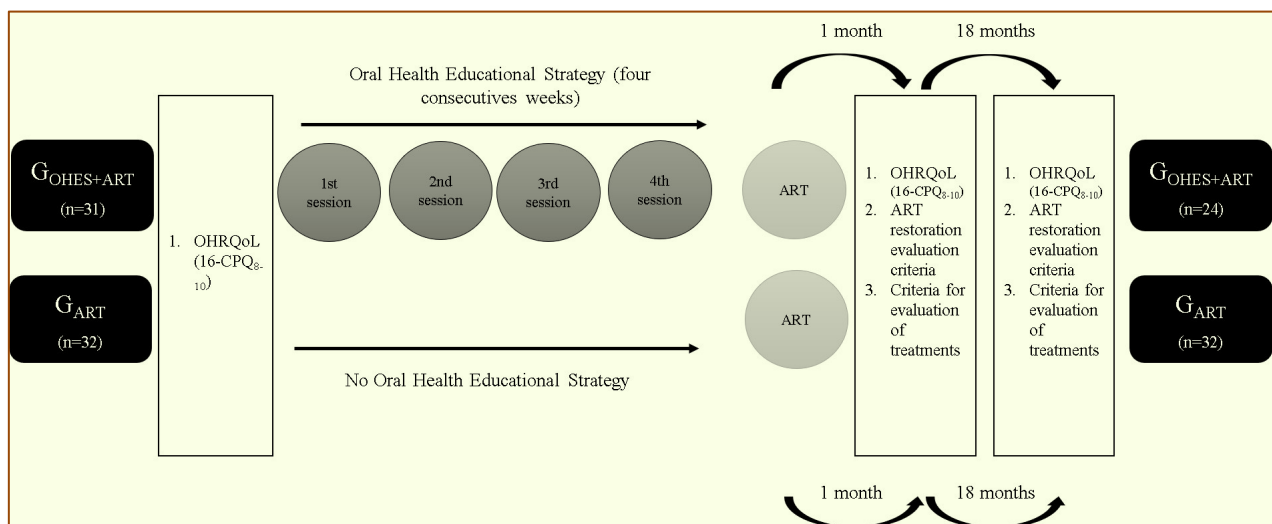 1 month
18 months
Oral Health Educational Strategy (four
consecutives weeks)
G_OHES+ART
(n=31)
G_ART
(n=32)
1. OHRQoL
(16-CPQ_8-
10)
1st
session
2nd
session
3rd
session
4th
session
No Oral Health Educational Strategy
ART
ART
1. OHRQoL
(16-CPQ_8-10)
2. ART
restoration
evaluation
criteria
3. Criteria for
evaluation
of
treatments
1. OHRQoL
(16-CPQ_8-10)
2. ART
restoration
evaluation
criteria
3. Criteria for
evaluation
of
treatments
G_OHES+ART
(n=24)
G_ART
(n=32)
1 month
18 months